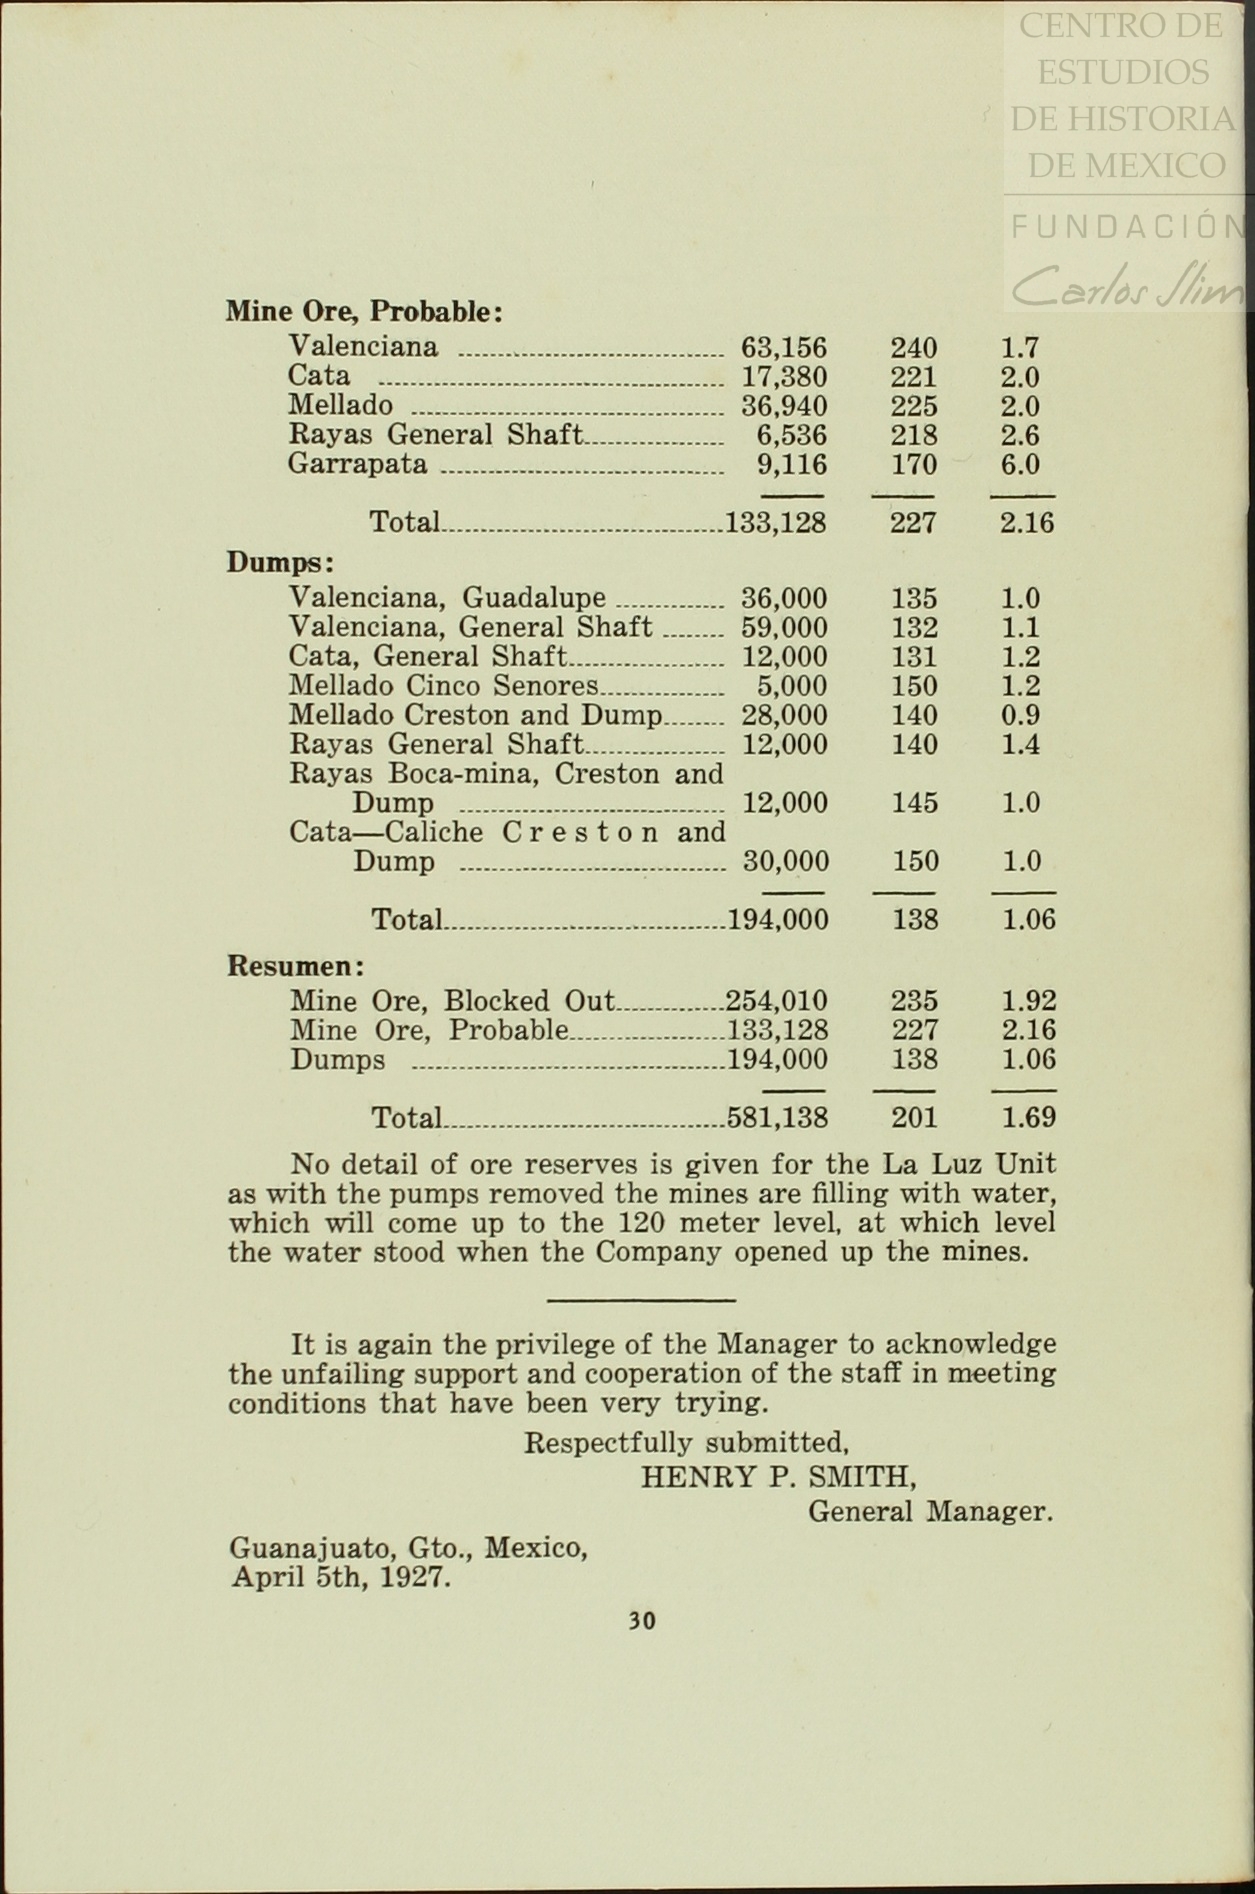 CENTRO DE
ESTUDIOS
DE HISTORIA
DE MEXICO
FUNDACIÓN
Carlos Slim
Mine Ore, Probable:
Valenciana 63,156 240 1.7
Cata 17,380 221 2.0
Mellado 36,940 225 2.0
Rayas General Shaft 6,536 218 2.6
Garrapata 9,116 170 6.0
Total 133,128 227 2.16
Dumps:
Valenciana, Guadalupe 36,000 135 1.0
Valenciana, General Shaft 59,000 132 1.1
Cata, General Shaft 12,000 131 1.2
Mellado Cinco Senores 5,000 150 1.2
Mellado Creston and Dump 28,000 140 0.9
Rayas General Shaft 12,000 140 1.4
Rayas Boca-mina, Creston and
Dump 12,000 145 1.0
Cata—Caliche Creston and
Dump 30,000 150 1.0
Total 194,000 138 1.06
Resumen:
Mine Ore, Blocked Out 254,010 235 1.92
Mine Ore, Probable 133,128 227 2.16
Dumps 194,000 138 1.06
Total 581,138 201 1.69
No detail of ore reserves is given for the La Luz Unit
as with the pumps removed the mines are filling with water,
which will come up to the 120 meter level, at which level
the water stood when the Company opened up the mines.
It is again the privilege of the Manager to acknowledge
the unfailing support and cooperation of the staff in meeting
conditions that have been very trying.
Respectfully submitted,
HENRY P. SMITH,
General Manager.
Guanajuato, Gto., Mexico,
April 5th, 1927.
30